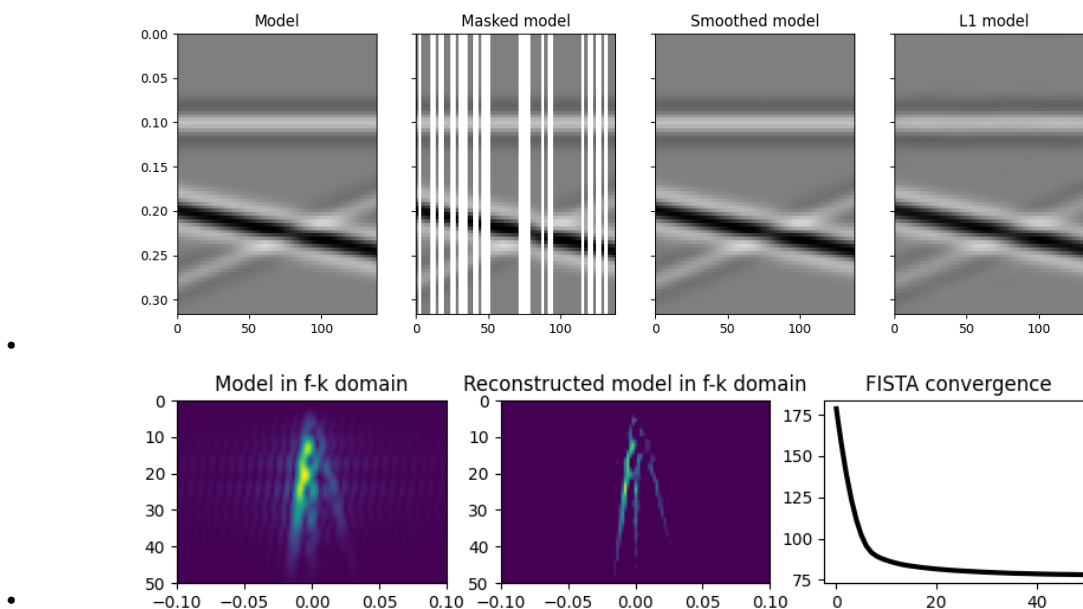 Model Masked model Smoothed model L1 model
0.00
0.05
0.10
0.15
0.20
0.25
0.30
0 50 100 0 50 100 0 50 100 0 50 100
Model in f-k domain Reconstructed model in f-k domain FISTA convergence
0 0 175
10 10
20 20 150
30 30 125
40 40 100
50 50 75
−0.10 −0.05 0.00 0.05 0.10 −0.10 −0.05 0.00 0.05 0.10 0 20 40